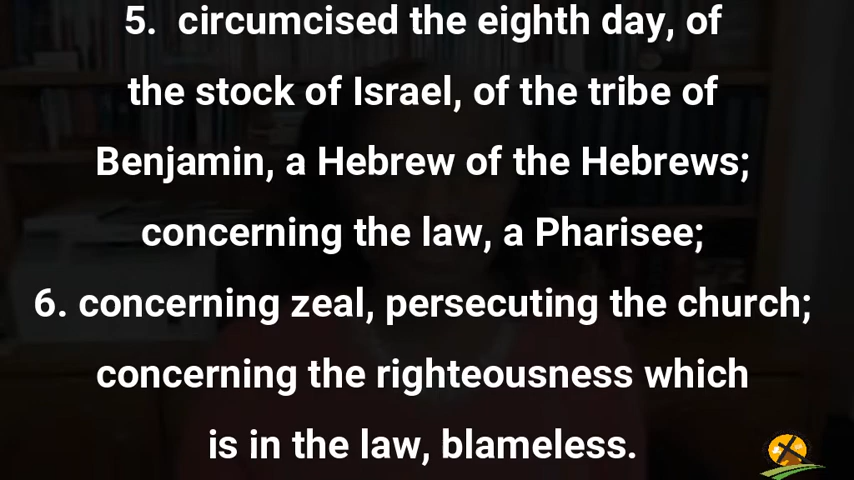 5. circumcised the eighth day, of
the stock of Israel, of the tribe of
Benjamin, a Hebrew of the Hebrews;
concerning the law, a Pharisee;
6. concerning zeal, persecuting the church;
concerning the righteousness which
is in the law, blameless.